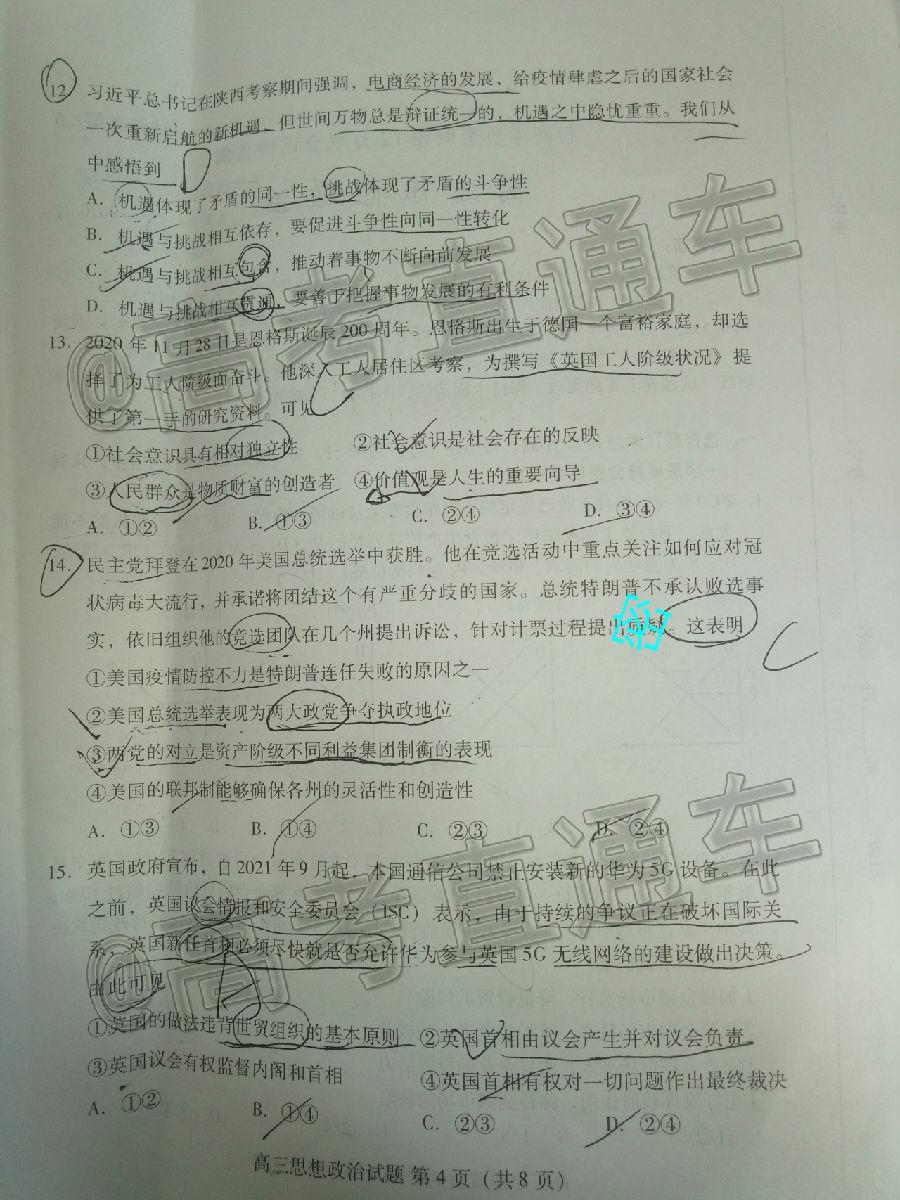 12 习近平总书记在陕西考察期间强调，电商经济的发展，给疫情肆虐之后的国家社会
一次重新启航的新机遇，但世间万物总是辩证统一的，机遇之中隐忧重重。我们从
中感悟到
A. 机遇体现了矛盾的同一性，挑战体现了矛盾的斗争性
B. 机遇与挑战相互依存，要促进斗争性向同一性转化
C. 机遇与挑战相互包含，推动着事物不断向前发展
D. 机遇与挑战相互贯通，要善于把握事物发展的有利条件
13. 2020 年 11 月 28 日是恩格斯诞辰 200 周年。恩格斯出生于德国一个富裕家庭，却选
择了为工人阶级而奋斗。他深入工人居住区考察，为撰写《英国工人阶级状况》提
供了第一手的研究资料。可见
①社会意识具有相对独立性 ②社会意识是社会存在的反映
③人民群众是物质财富的创造者 ④价值观是人生的重要向导
A. ①② B. ①③ C. ②④ D. ③④
14. 民主党拜登在 2020 年美国总统选举中获胜。他在竞选活动中重点关注如何应对冠
状病毒大流行，并承诺将团结这个有严重分歧的国家。总统特朗普不承认败选事
实，依旧组织他的竞选团队在几个州提出诉讼，针对计票过程提出质疑。这表明
①美国疫情防控不力是特朗普连任失败的原因之一
②美国总统选举表现为两大政党争夺执政地位
③两党的对立是资产阶级不同利益集团制衡的表现
④美国的联邦制能够确保各州的灵活性和创造性
A. ①③ B. ①④ C. ②③ D. ②④
C
15. 英国政府宣布，自 2021 年 9 月起，本国通信公司禁止安装新的华为 5G 设备。在此
之前，英国议会情报和安全委员会（ISC）表示，由于持续的争议正在破坏国际关
系，英国新任首相必须尽快就是否允许华为参与英国 5G 无线网络的建设做出决策。
由此可见
①英国的做法违背世贸组织的基本原则 ②英国首相由议会产生并对议会负责
③英国议会有权监督内阁和首相 ④英国首相有权对一切问题作出最终裁决
A. ①② B. ①④ C. ②③ D. ②④
高三思想政治试题 第 4 页（共 8 页）
@高考直通车
@高考直通车